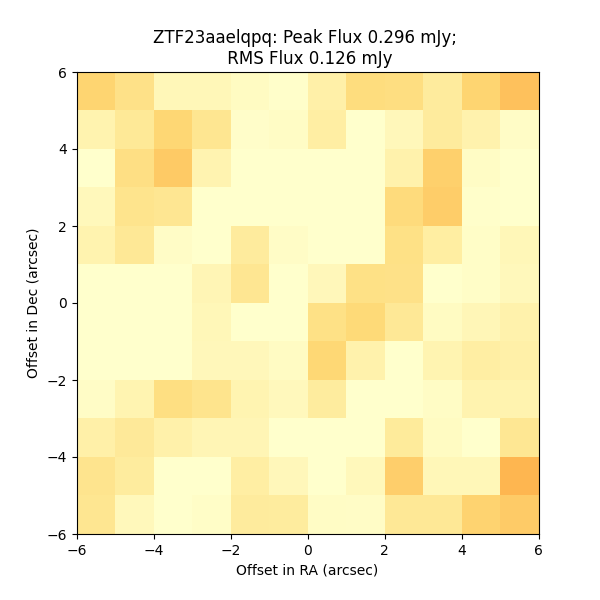 ZTF23aaelqpq: Peak Flux 0.296 mJy;
RMS Flux 0.126 mJy
6
4
2
0
−2
−4
−6
Offset in Dec (arcsec)
−6 −4 −2 0 2 4 6
Offset in RA (arcsec)